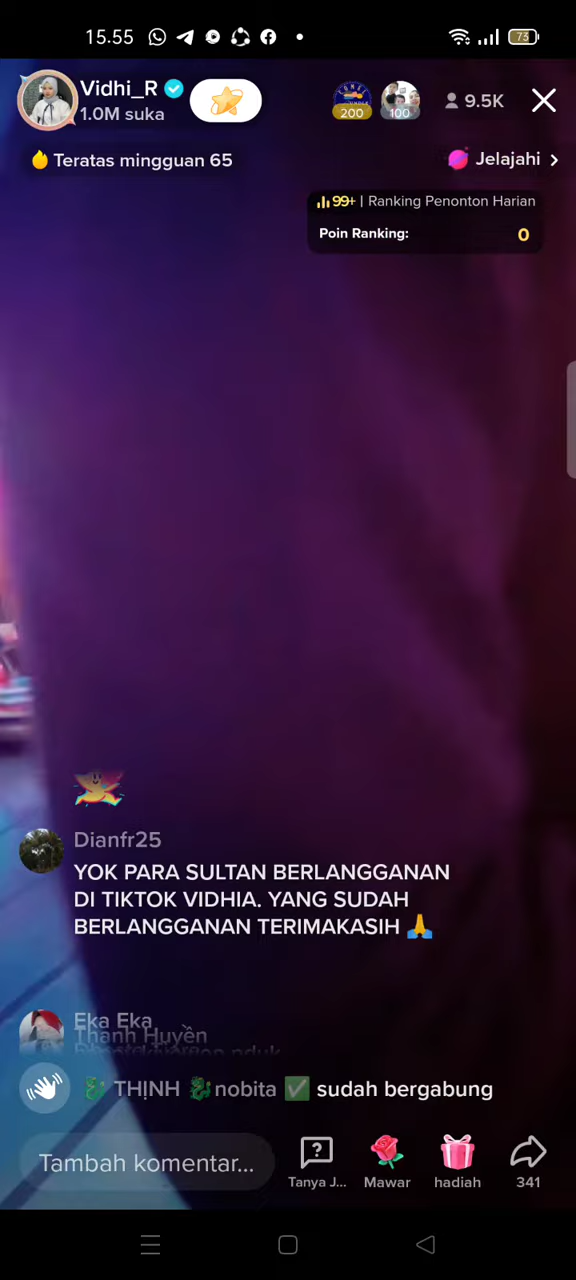 15.55
73
Vidhi_R
1.0M suka
200
100
9.5K
Teratas mingguan 65
Jelajahi >
99+ | Ranking Penonton Harian
Poin Ranking: 0
Dianfr25
YOK PARA SULTAN BERLANGGANAN
DI TIKTOK VIDHIA. YANG SUDAH
BERLANGGANAN TERIMAKASIH 🙏
Eka Eka
Thanh Huyền
🐉 THỊNH 🐉nobita ✅ sudah bergabung
Tambah komentar...
Tanya J...
Mawar
hadiah
341